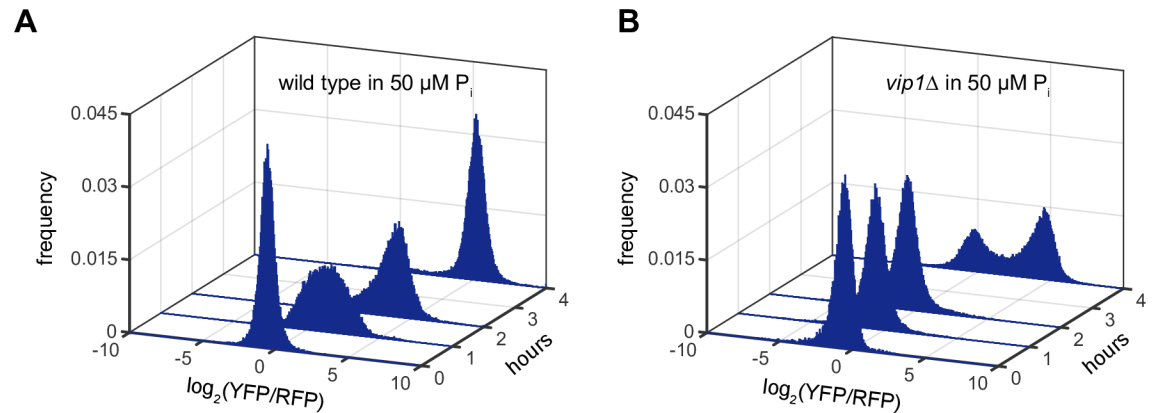 A
wild type in 50 µM Pi
frequency
0.045
0.03
0.015
0
-10
-5
0
5
10
log2(YFP/RFP)
0
1
2
3
4
hours
B
vip1Δ in 50 µM Pi
frequency
0.045
0.03
0.015
0
-10
-5
0
5
10
log2(YFP/RFP)
0
1
2
3
4
hours